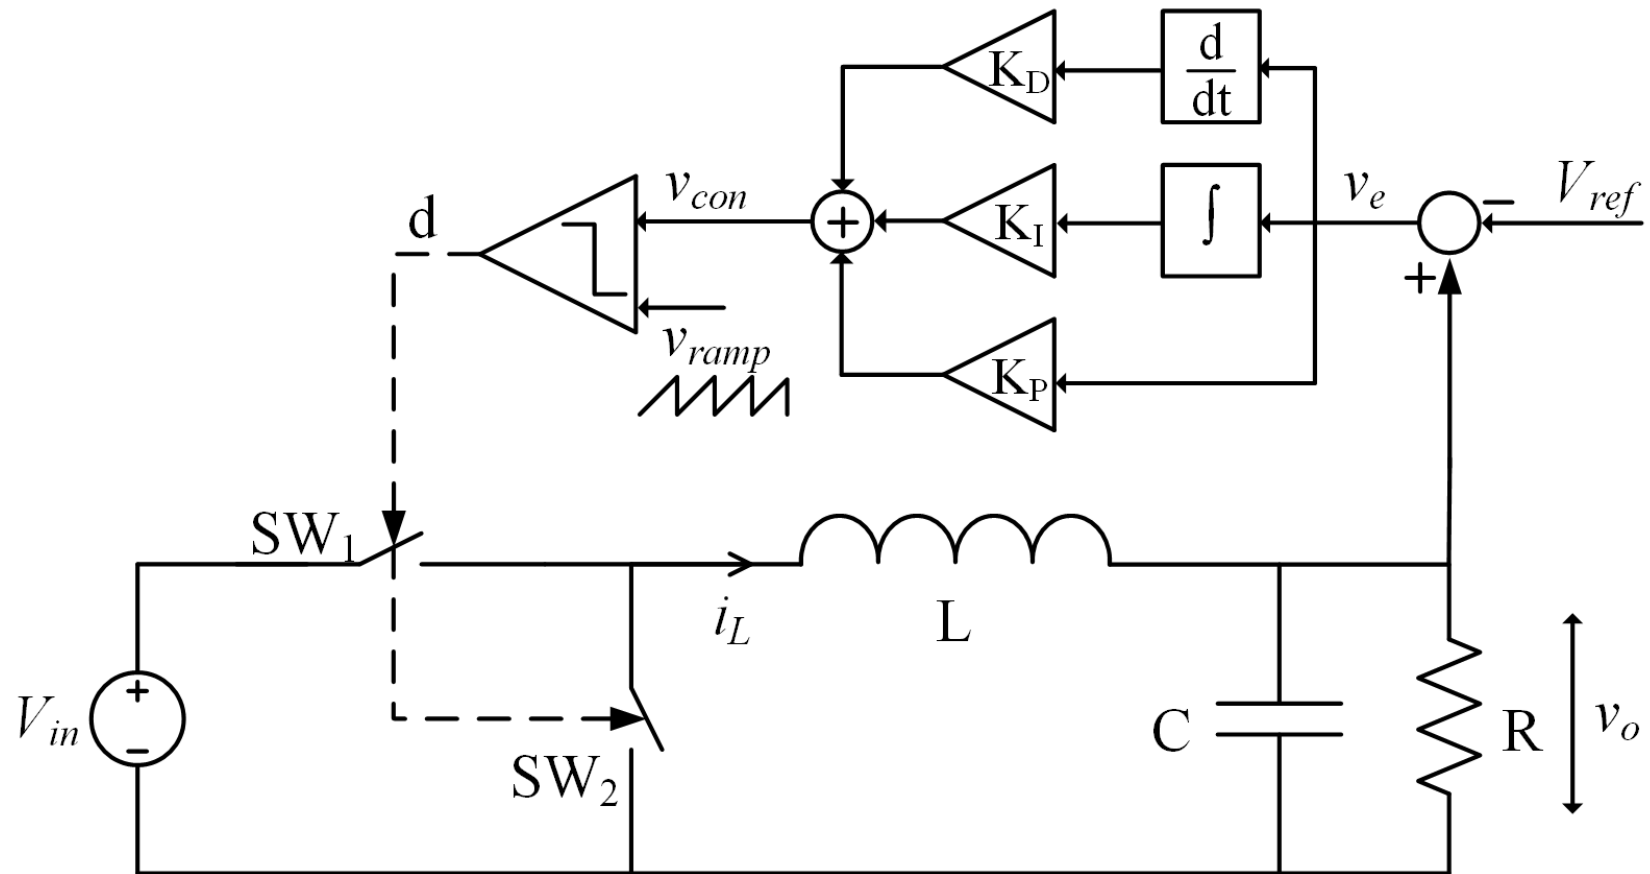 K_D
d
dt
d
v_con
+
K_I
∫
v_e
−
V_ref
+
v_ramp
K_P
SW_1
i_L
L
V_in
+
−
SW_2
C
R
v_o